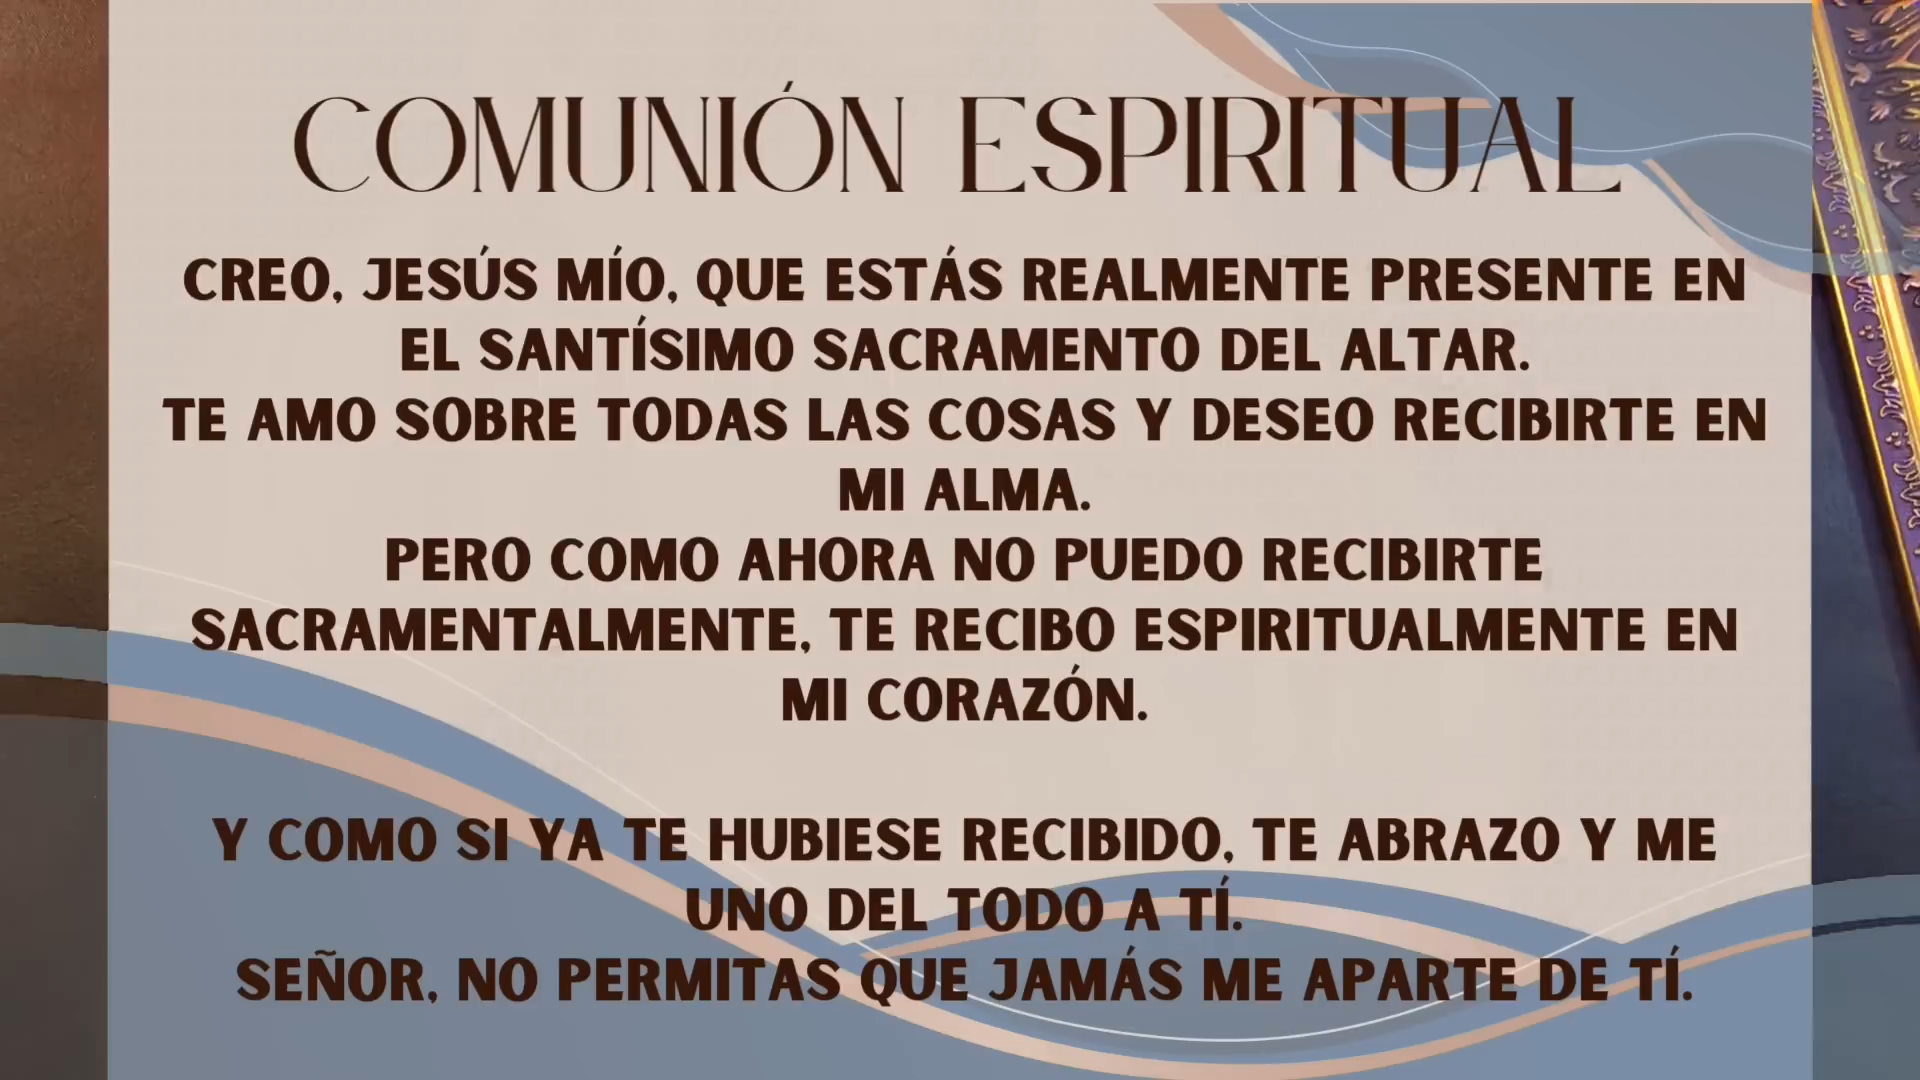 COMUNIÓN ESPIRITUAL
CREO, JESÚS MÍO, QUE ESTÁS REALMENTE PRESENTE EN
EL SANTÍSIMO SACRAMENTO DEL ALTAR.
TE AMO SOBRE TODAS LAS COSAS Y DESEO RECIBIRTE EN
MI ALMA.
PERO COMO AHORA NO PUEDO RECIBIRTE
SACRAMENTALMENTE, TE RECIBO ESPIRITUALMENTE EN
MI CORAZÓN.
Y COMO SI YA TE HUBIESE RECIBIDO, TE ABRAZO Y ME
UNO DEL TODO A TÍ.
SEÑOR, NO PERMITAS QUE JAMÁS ME APARTE DE TÍ.